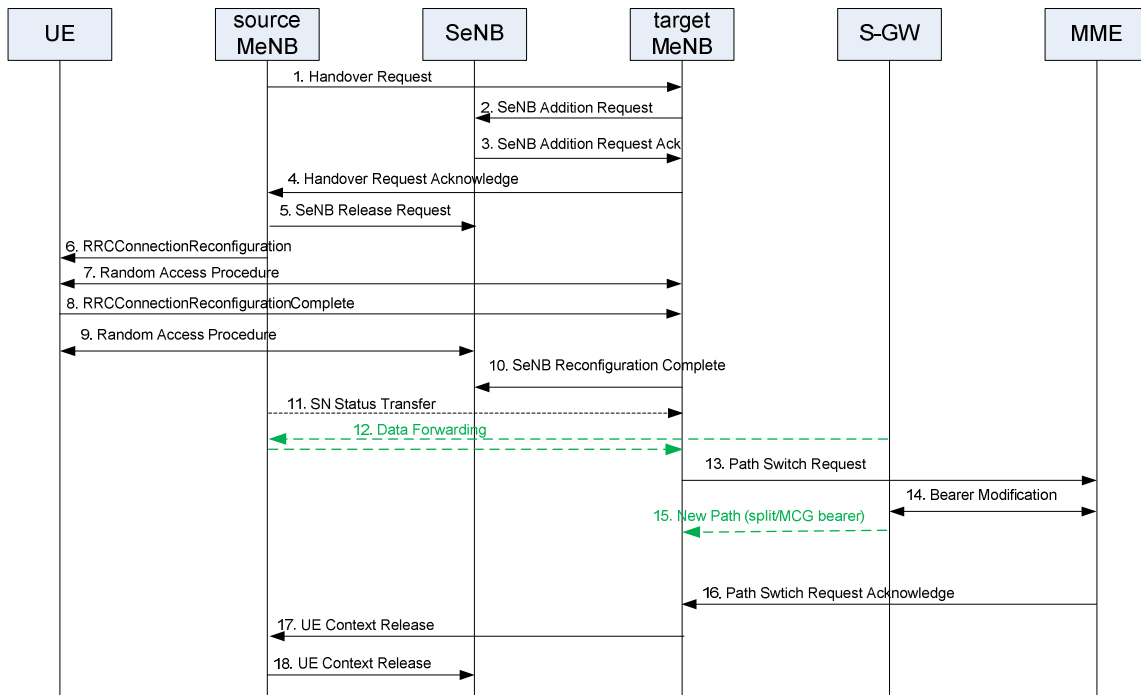 UE
source
MeNB
SeNB
target
MeNB
S-GW
MME
1. Handover Request
2. SeNB Addition Request
3. SeNB Addition Request Ack
4. Handover Request Acknowledge
5. SeNB Release Request
6. RRCConnectionReconfiguration
7. Random Access Procedure
8. RRCConnectionReconfigurationComplete
9. Random Access Procedure
10. SeNB Reconfiguration Complete
11. SN Status Transfer
12. Data Forwarding
13. Path Switch Request
14. Bearer Modification
15. New Path (split/MCG bearer)
16. Path Swtich Request Acknowledge
17. UE Context Release
18. UE Context Release